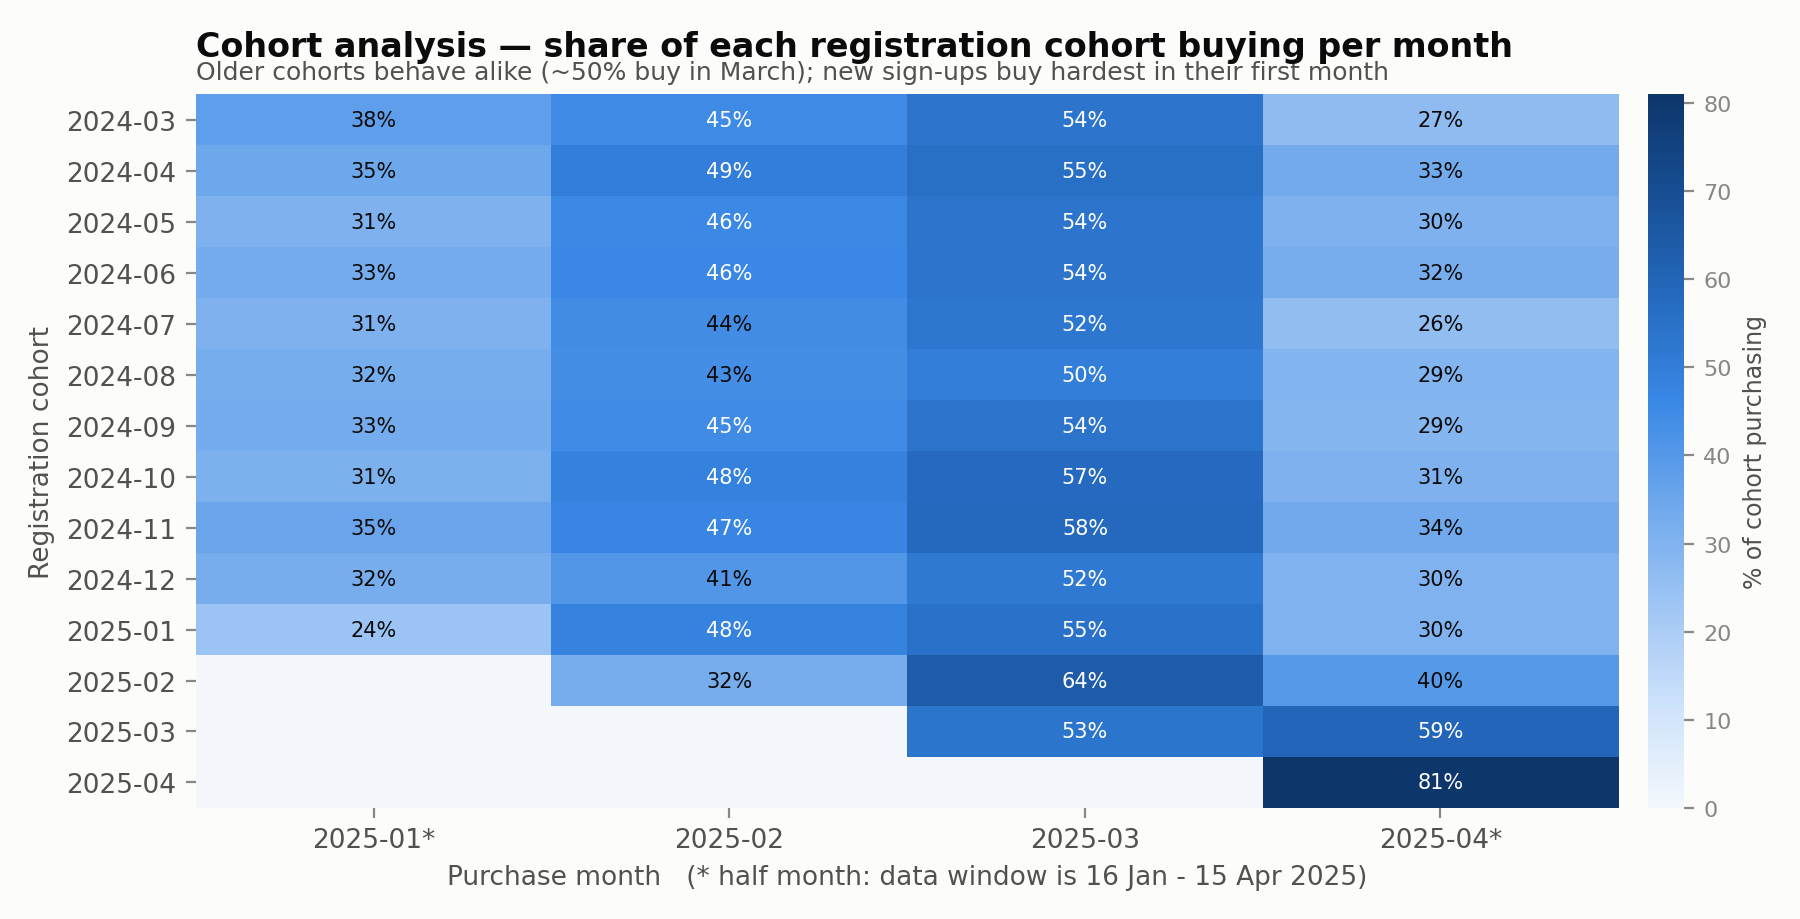 Cohort analysis — share of each registration cohort buying per month
Older cohorts behave alike (~50% buy in March); new sign-ups buy hardest in their first month
Registration cohort
2024-03 38% 45% 54% 27%
2024-04 35% 49% 55% 33%
2024-05 31% 46% 54% 30%
2024-06 33% 46% 54% 32%
2024-07 31% 44% 52% 26%
2024-08 32% 43% 50% 29%
2024-09 33% 45% 54% 29%
2024-10 31% 48% 57% 31%
2024-11 35% 47% 58% 34%
2024-12 32% 41% 52% 30%
2025-01 24% 48% 55% 30%
2025-02 32% 64% 40%
2025-03 53% 59%
2025-04 81%
2025-01* 2025-02 2025-03 2025-04*
Purchase month (* half month: data window is 16 Jan - 15 Apr 2025)
80
70
60
50
40
30
20
10
0
% of cohort purchasing